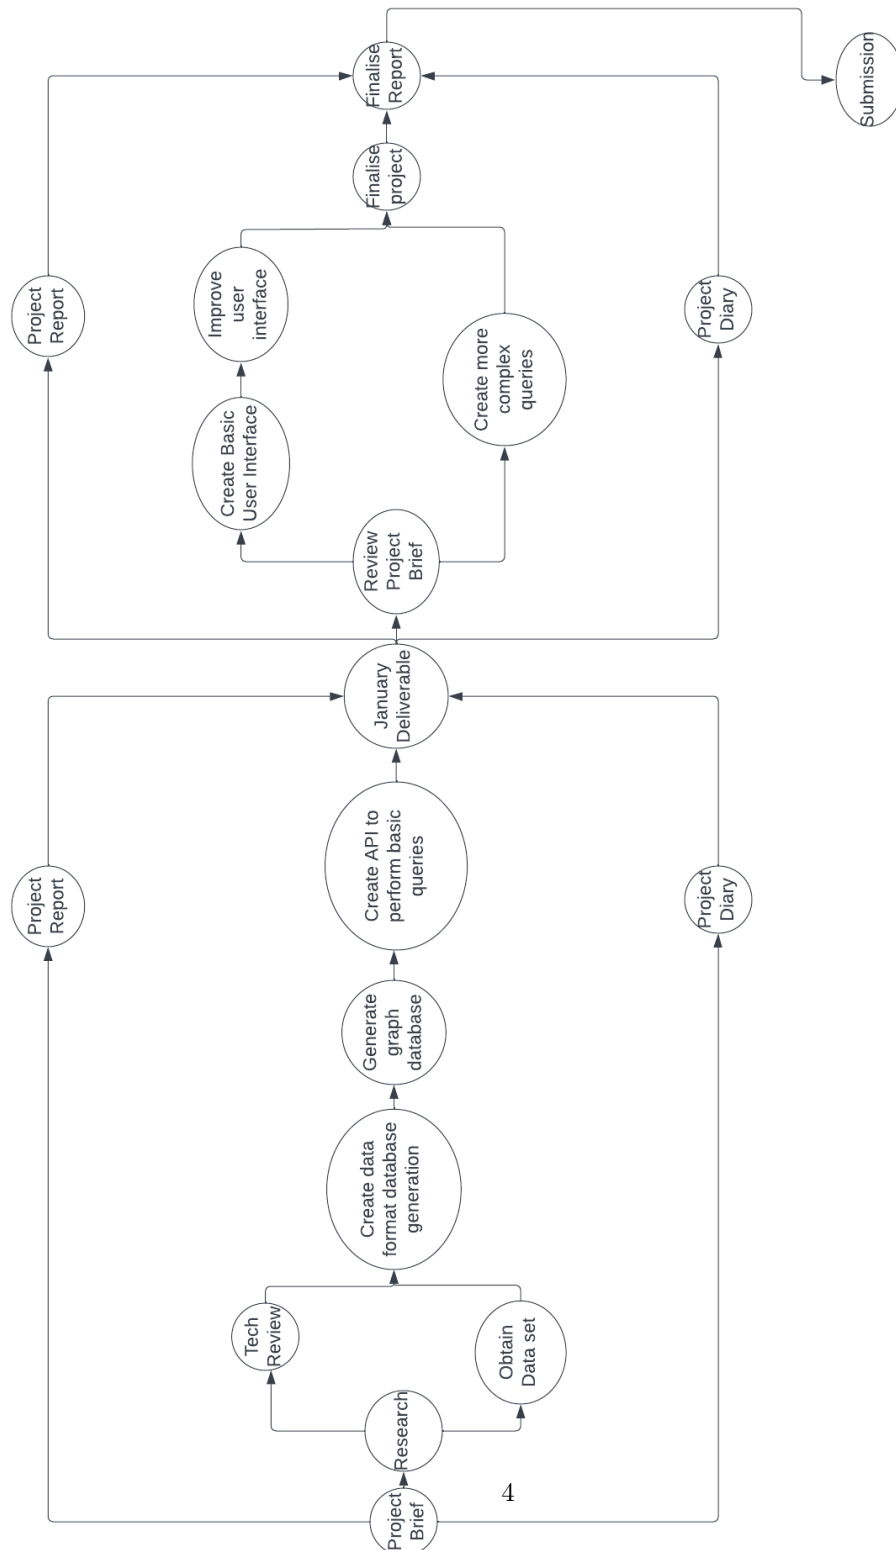 Project
Brief
Project
Report
Research
Project
Diary
Tech
Review
Obtain
Data set
Create data
format database
generation
Generate
graph
database
Create API to
perform basic
queries
January
Deliverable
Review
Project
Brief
Project
Report
Create Basic
User Interface
Improve
user
interface
Create more
complex
queries
Project
Diary
Finalise
project
Finalise
Report
Submission
4